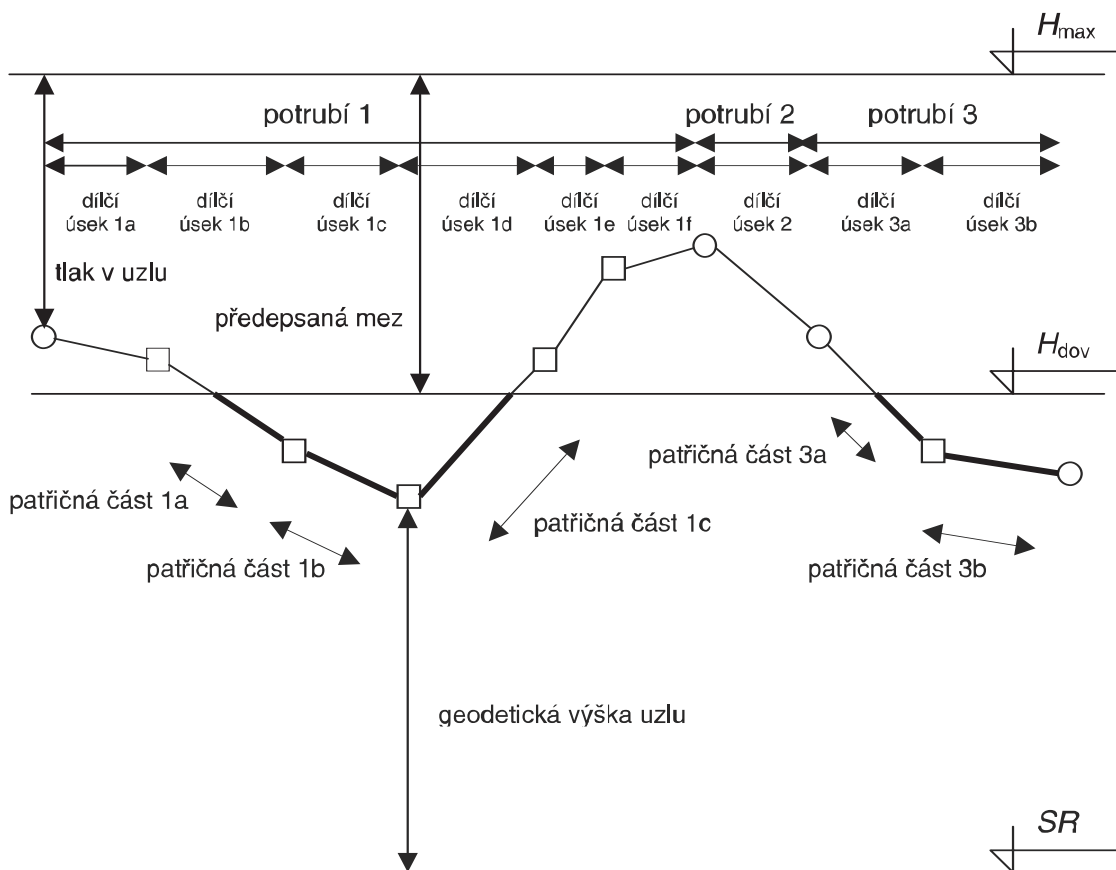 Hmax
potrubí 1
potrubí 2
potrubí 3
dílčí
úsek 1a
dílčí
úsek 1b
dílčí
úsek 1c
dílčí
úsek 1d
dílčí
úsek 1e
dílčí
úsek 1f
dílčí
úsek 2
dílčí
úsek 3a
dílčí
úsek 3b
tlak v uzlu
předepsaná mez
Hdov
patřičná část 3a
patřičná část 1a
patřičná část 1c
patřičná část 1b
patřičná část 3b
geodetická výška uzlu
SR